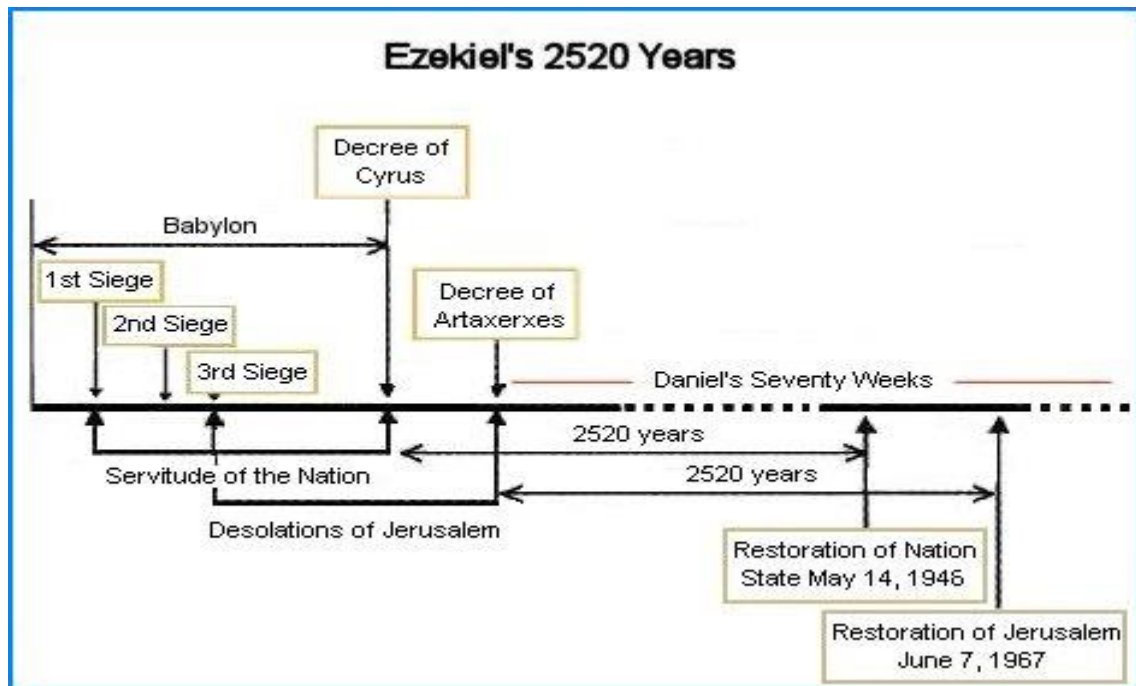 Ezekiel's 2520 Years
Decree of
Cyrus
Babylon
1st Siege
Decree of
Artaxerxes
2nd Siege
3rd Siege
Daniel's Seventy Weeks
2520 years
Servitude of the Nation
2520 years
Desolations of Jerusalem
Restoration of Nation
State May 14, 1946
Restoration of Jerusalem
June 7, 1967